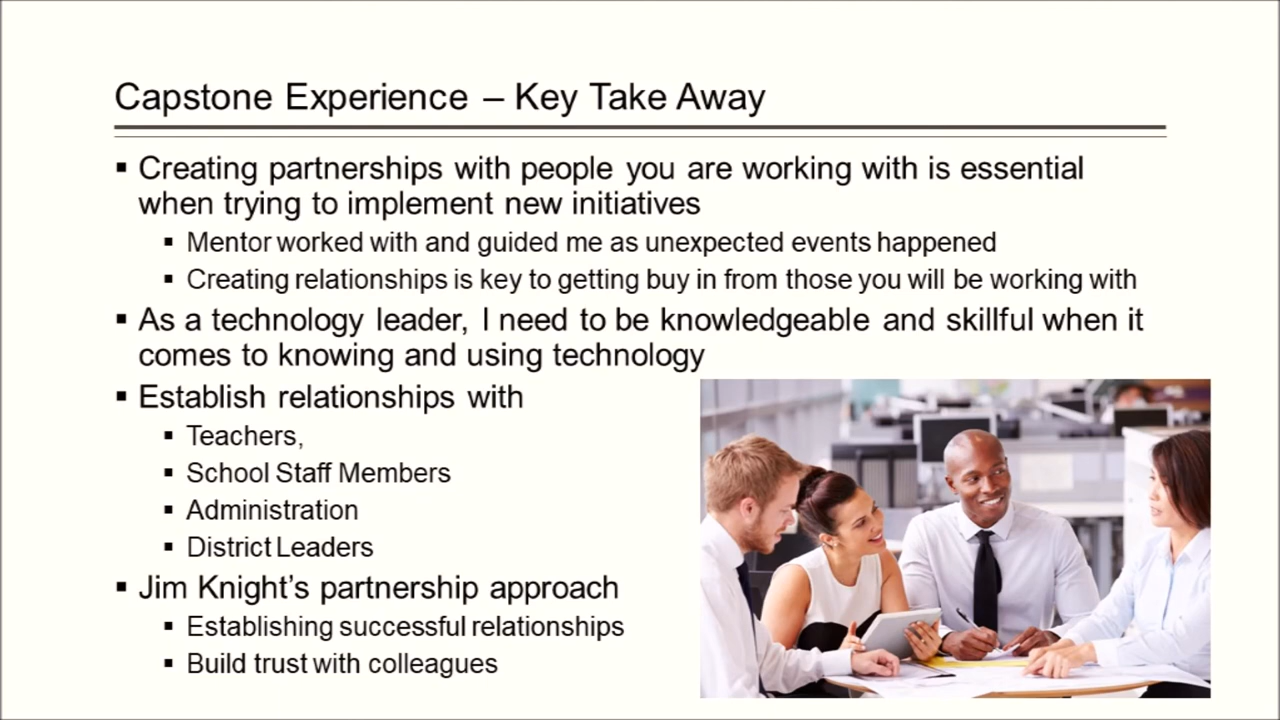 Capstone Experience – Key Take Away
▪ Creating partnerships with people you are working with is essential
when trying to implement new initiatives
▪ Mentor worked with and guided me as unexpected events happened
▪ Creating relationships is key to getting buy in from those you will be working with
▪ As a technology leader, I need to be knowledgeable and skillful when it
comes to knowing and using technology
▪ Establish relationships with
▪ Teachers,
▪ School Staff Members
▪ Administration
▪ District Leaders
▪ Jim Knight’s partnership approach
▪ Establishing successful relationships
▪ Build trust with colleagues